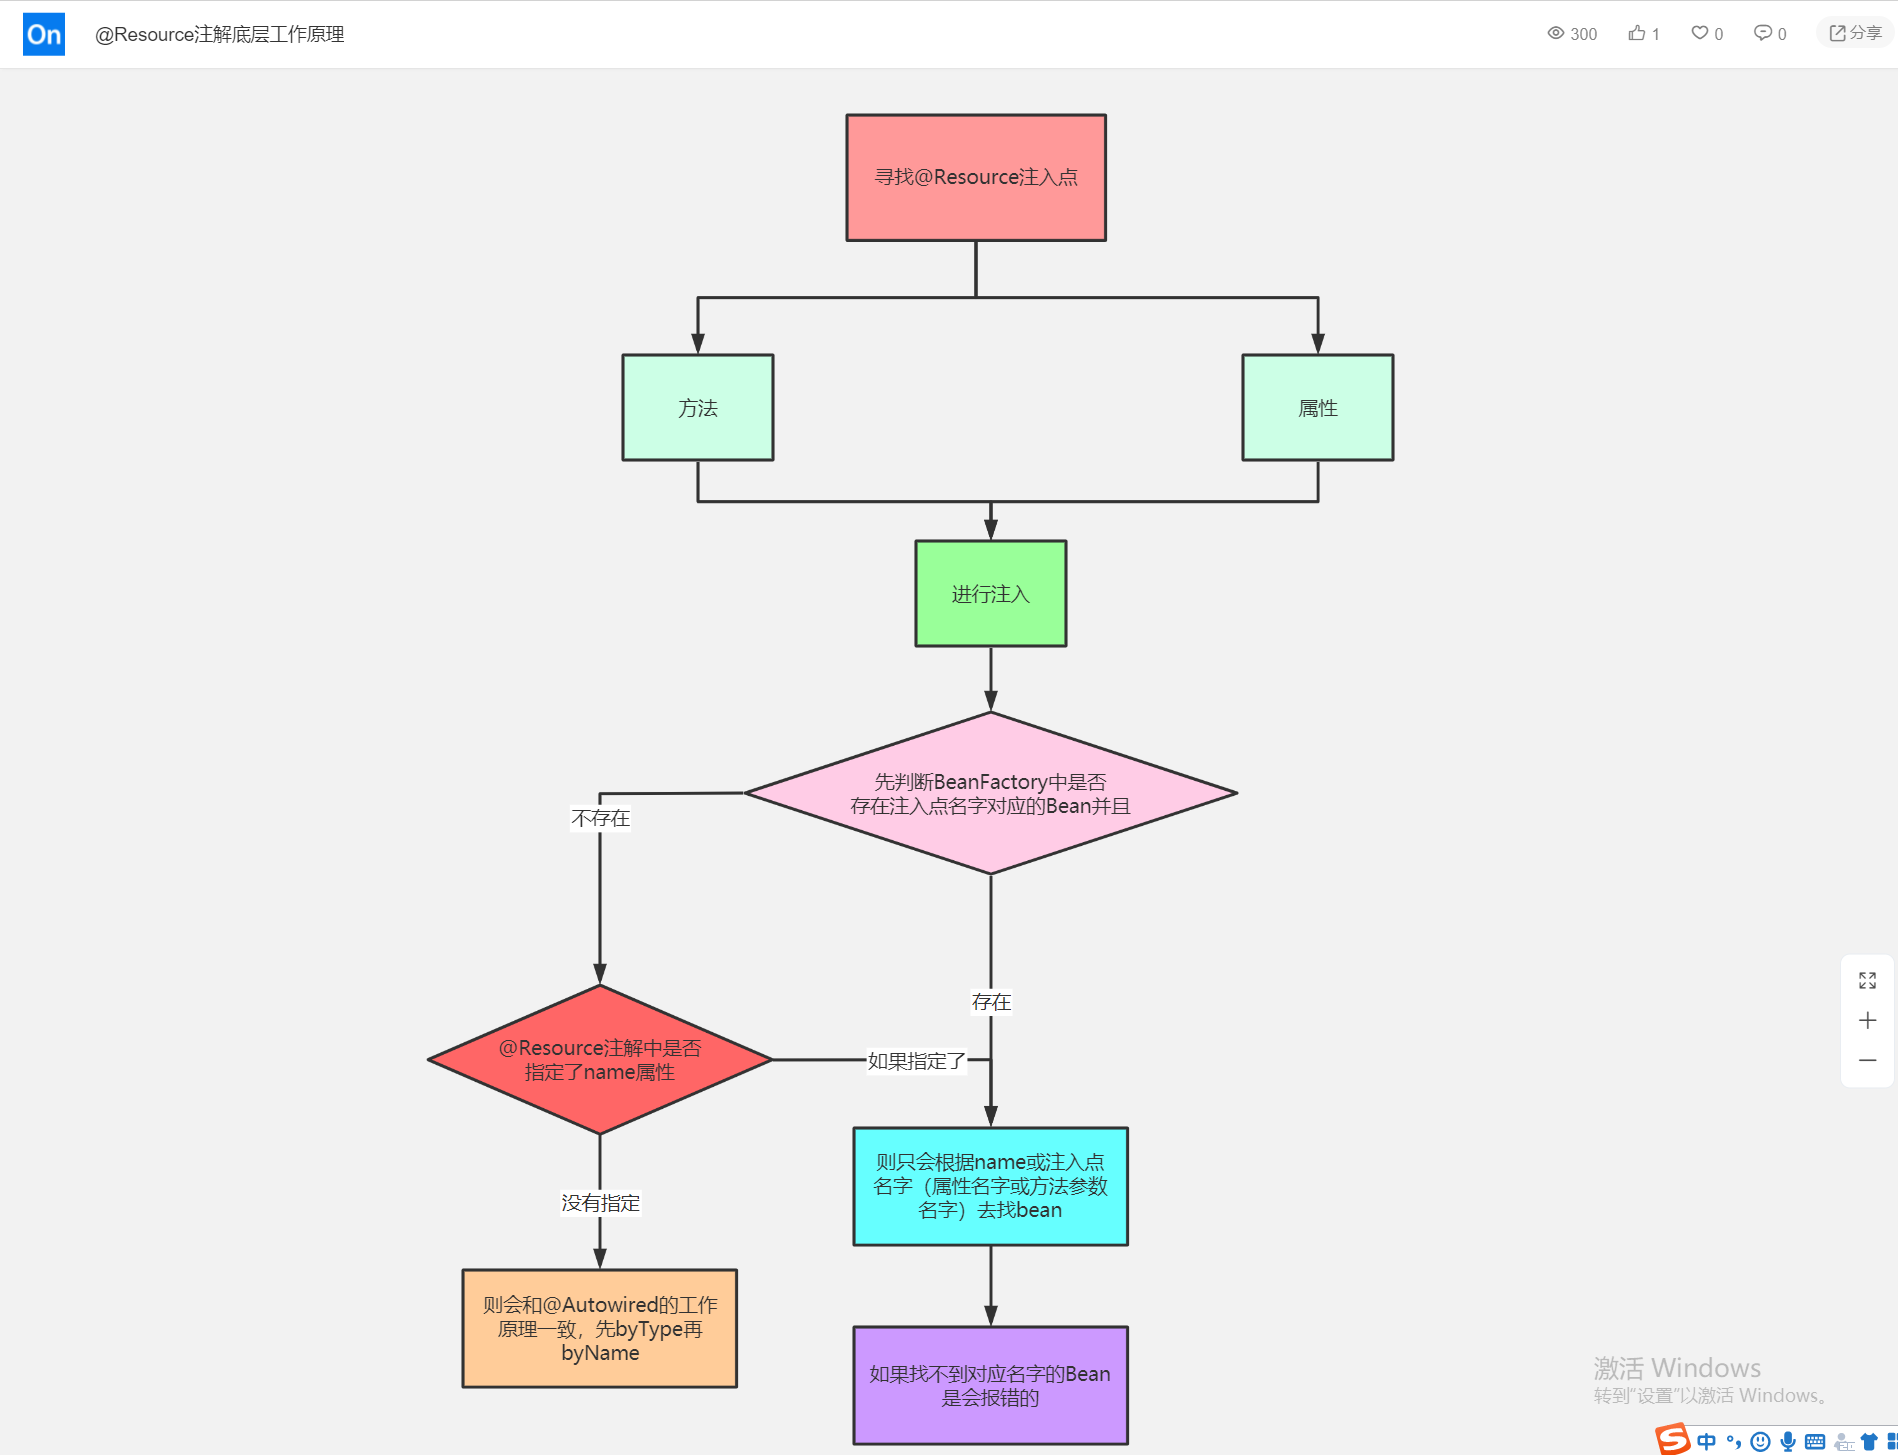 On
@Resource注解底层工作原理
300
1
0
0
分享
寻找@Resource注入点
方法
属性
进行注入
先判断BeanFactory中是否
存在注入点名字对应的Bean并且
不存在
存在
@Resource注解中是否
指定了name属性
如果指定了
则只会根据name或注入点
名字（属性名字或方法参数
名字）去找bean
没有指定
则会和@Autowired的工作
原理一致，先byType再
byName
如果找不到对应名字的Bean
是会报错的
激活 Windows
转到“设置”以激活 Windows。
S
中